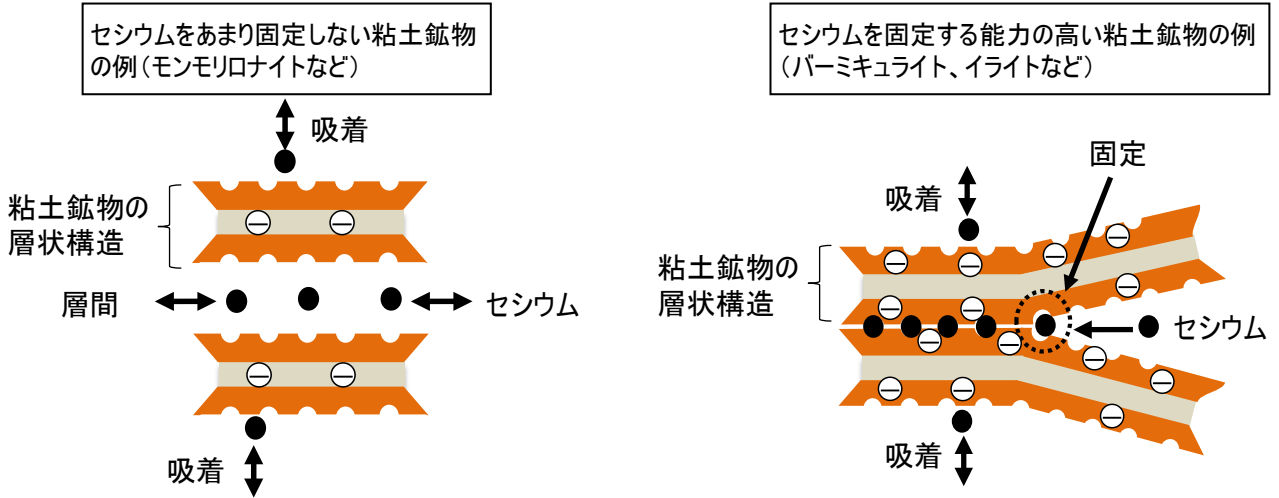 セシウムをあまり固定しない粘土鉱物
の例（モンモリロナイトなど）
吸着
粘土鉱物の
層状構造
層間
セシウム
吸着
セシウムを固定する能力の高い粘土鉱物の例
（バーミキュライト、イライトなど）
固定
吸着
粘土鉱物の
層状構造
セシウム
吸着